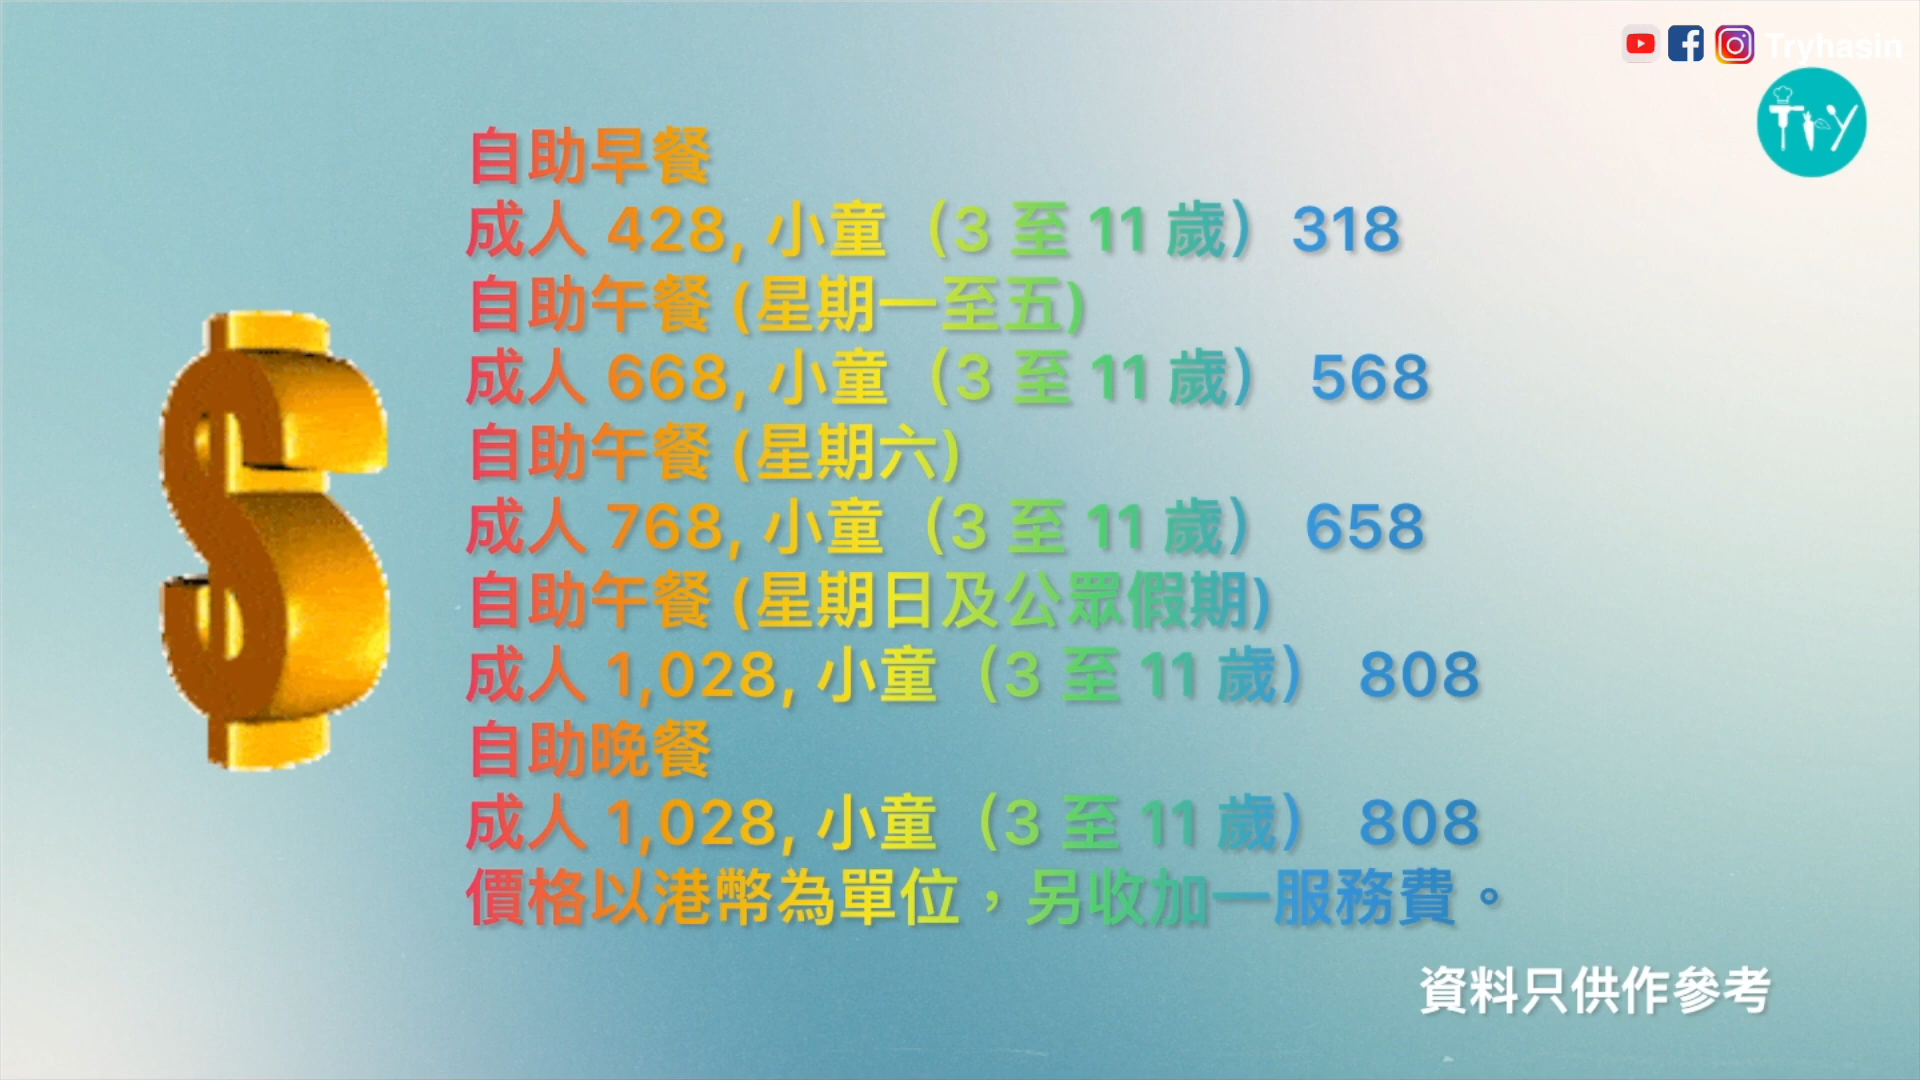 Tryhasin
Try
自助早餐
成人 428, 小童（3 至 11 歲）318
自助午餐 (星期一至五)
成人 668, 小童（3 至 11 歲） 568
自助午餐 (星期六)
成人 768, 小童（3 至 11 歲） 658
自助午餐 (星期日及公眾假期)
成人 1,028, 小童（3 至 11 歲） 808
自助晚餐
成人 1,028, 小童（3 至 11 歲） 808
價格以港幣為單位，另收加一服務費。
資料只供作參考